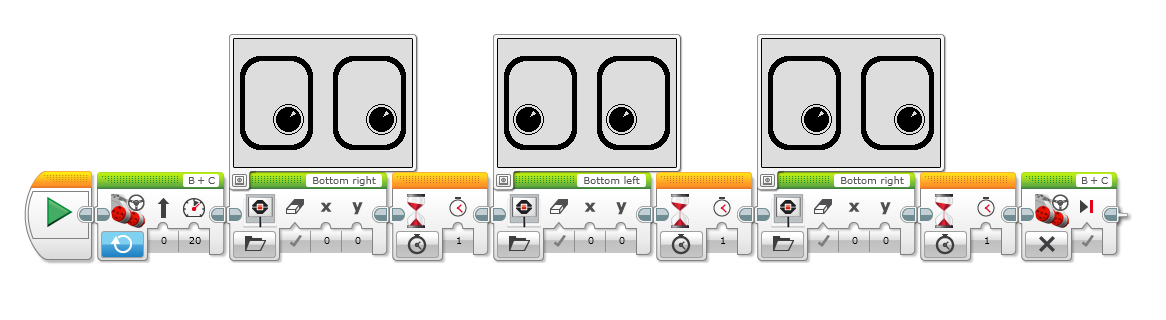 B + C Bottom right Bottom left Bottom right B + C
x y x y x y
0 20 0 0 1 0 0 1 0 0 1